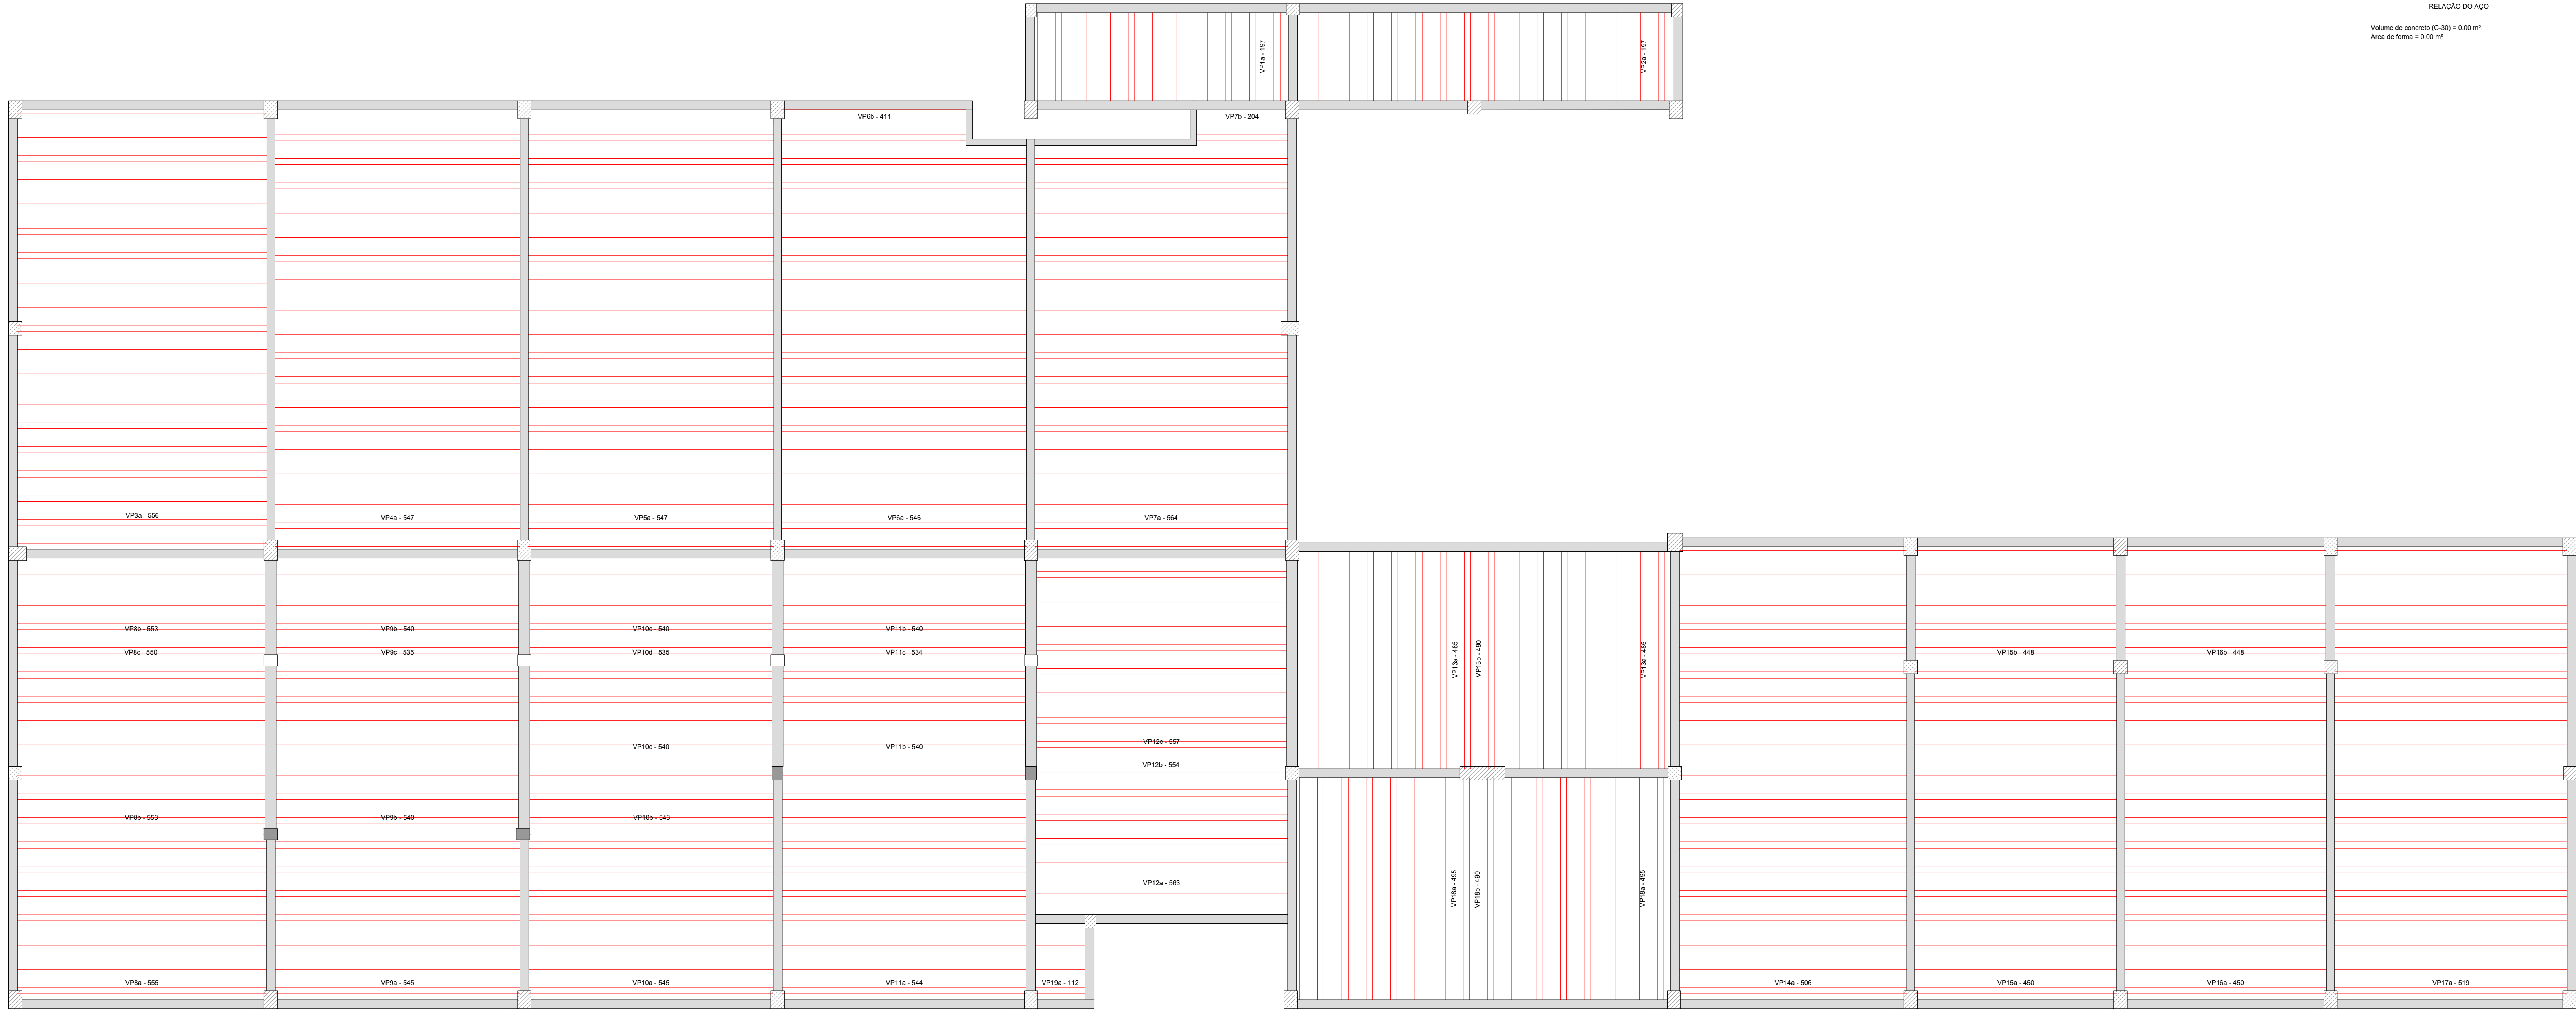 RELAÇÃO DO AÇO
Volume de concreto (C-30) = 0.00 m³
Área de forma = 0.00 m²
VP1a - 197
VP2a - 197
VP6b - 411
VP7b - 204
VP3a - 556
VP4a - 547
VP5a - 547
VP6a - 546
VP7a - 564
VP8b - 553
VP9b - 540
VP10c - 540
VP11b - 540
VP8c - 550
VP9c - 535
VP10d - 535
VP11c - 534
VP13a - 485
VP13b - 480
VP13a - 485
VP15b - 448
VP16b - 448
VP10c - 540
VP11b - 540
VP12c - 557
VP12b - 554
VP8b - 553
VP9b - 540
VP10b - 543
VP12a - 563
VP18a - 495
VP18b - 490
VP18a - 495
VP8a - 555
VP9a - 545
VP10a - 545
VP11a - 544
VP19a - 112
VP14a - 506
VP15a - 450
VP16a - 450
VP17a - 519